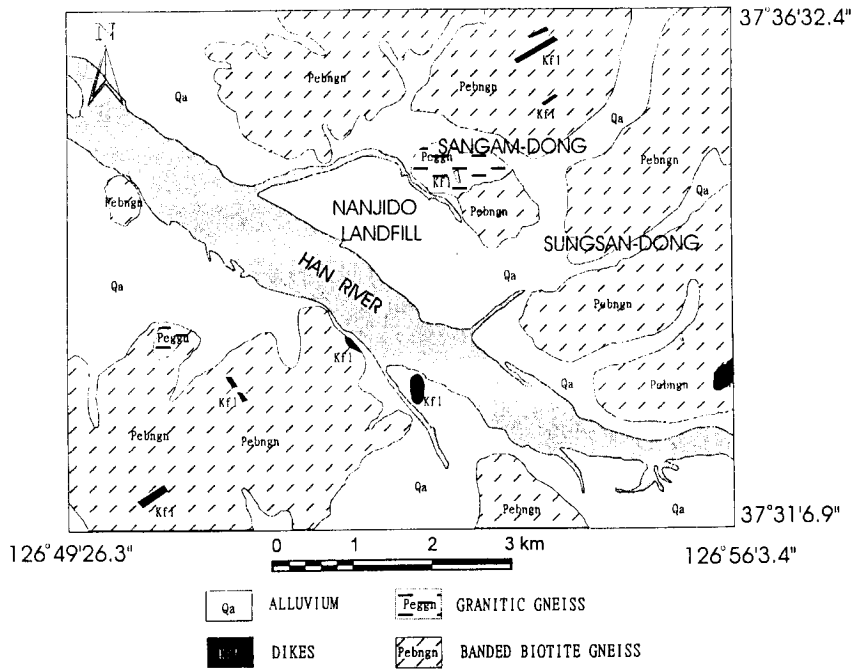 37°36'32.4"
N
Qa
Pebngn
Kf1
Pebngn
Kf1
Qa
Pebngn
SANGAM-DONG
Peggn
Kf1
Pebngn
Qa
Pebngn
NANJIDO
LANDFILL
SUNGSAN-DONG
HAN RIVER
Qa
Qa
Pebngn
Peggn
Kf1
Qa
Pebngn
Kf1
Kf1
Pebngn
Pebngn
Qa
Pebngn
Qa
Kf1
37°31'6.9"
126°49'26.3"
0 1 2 3 km
126°56'3.4"
Qa ALLUVIUM
Peggn GRANITIC GNEISS
DIKES
Pebngn BANDED BIOTITE GNEISS